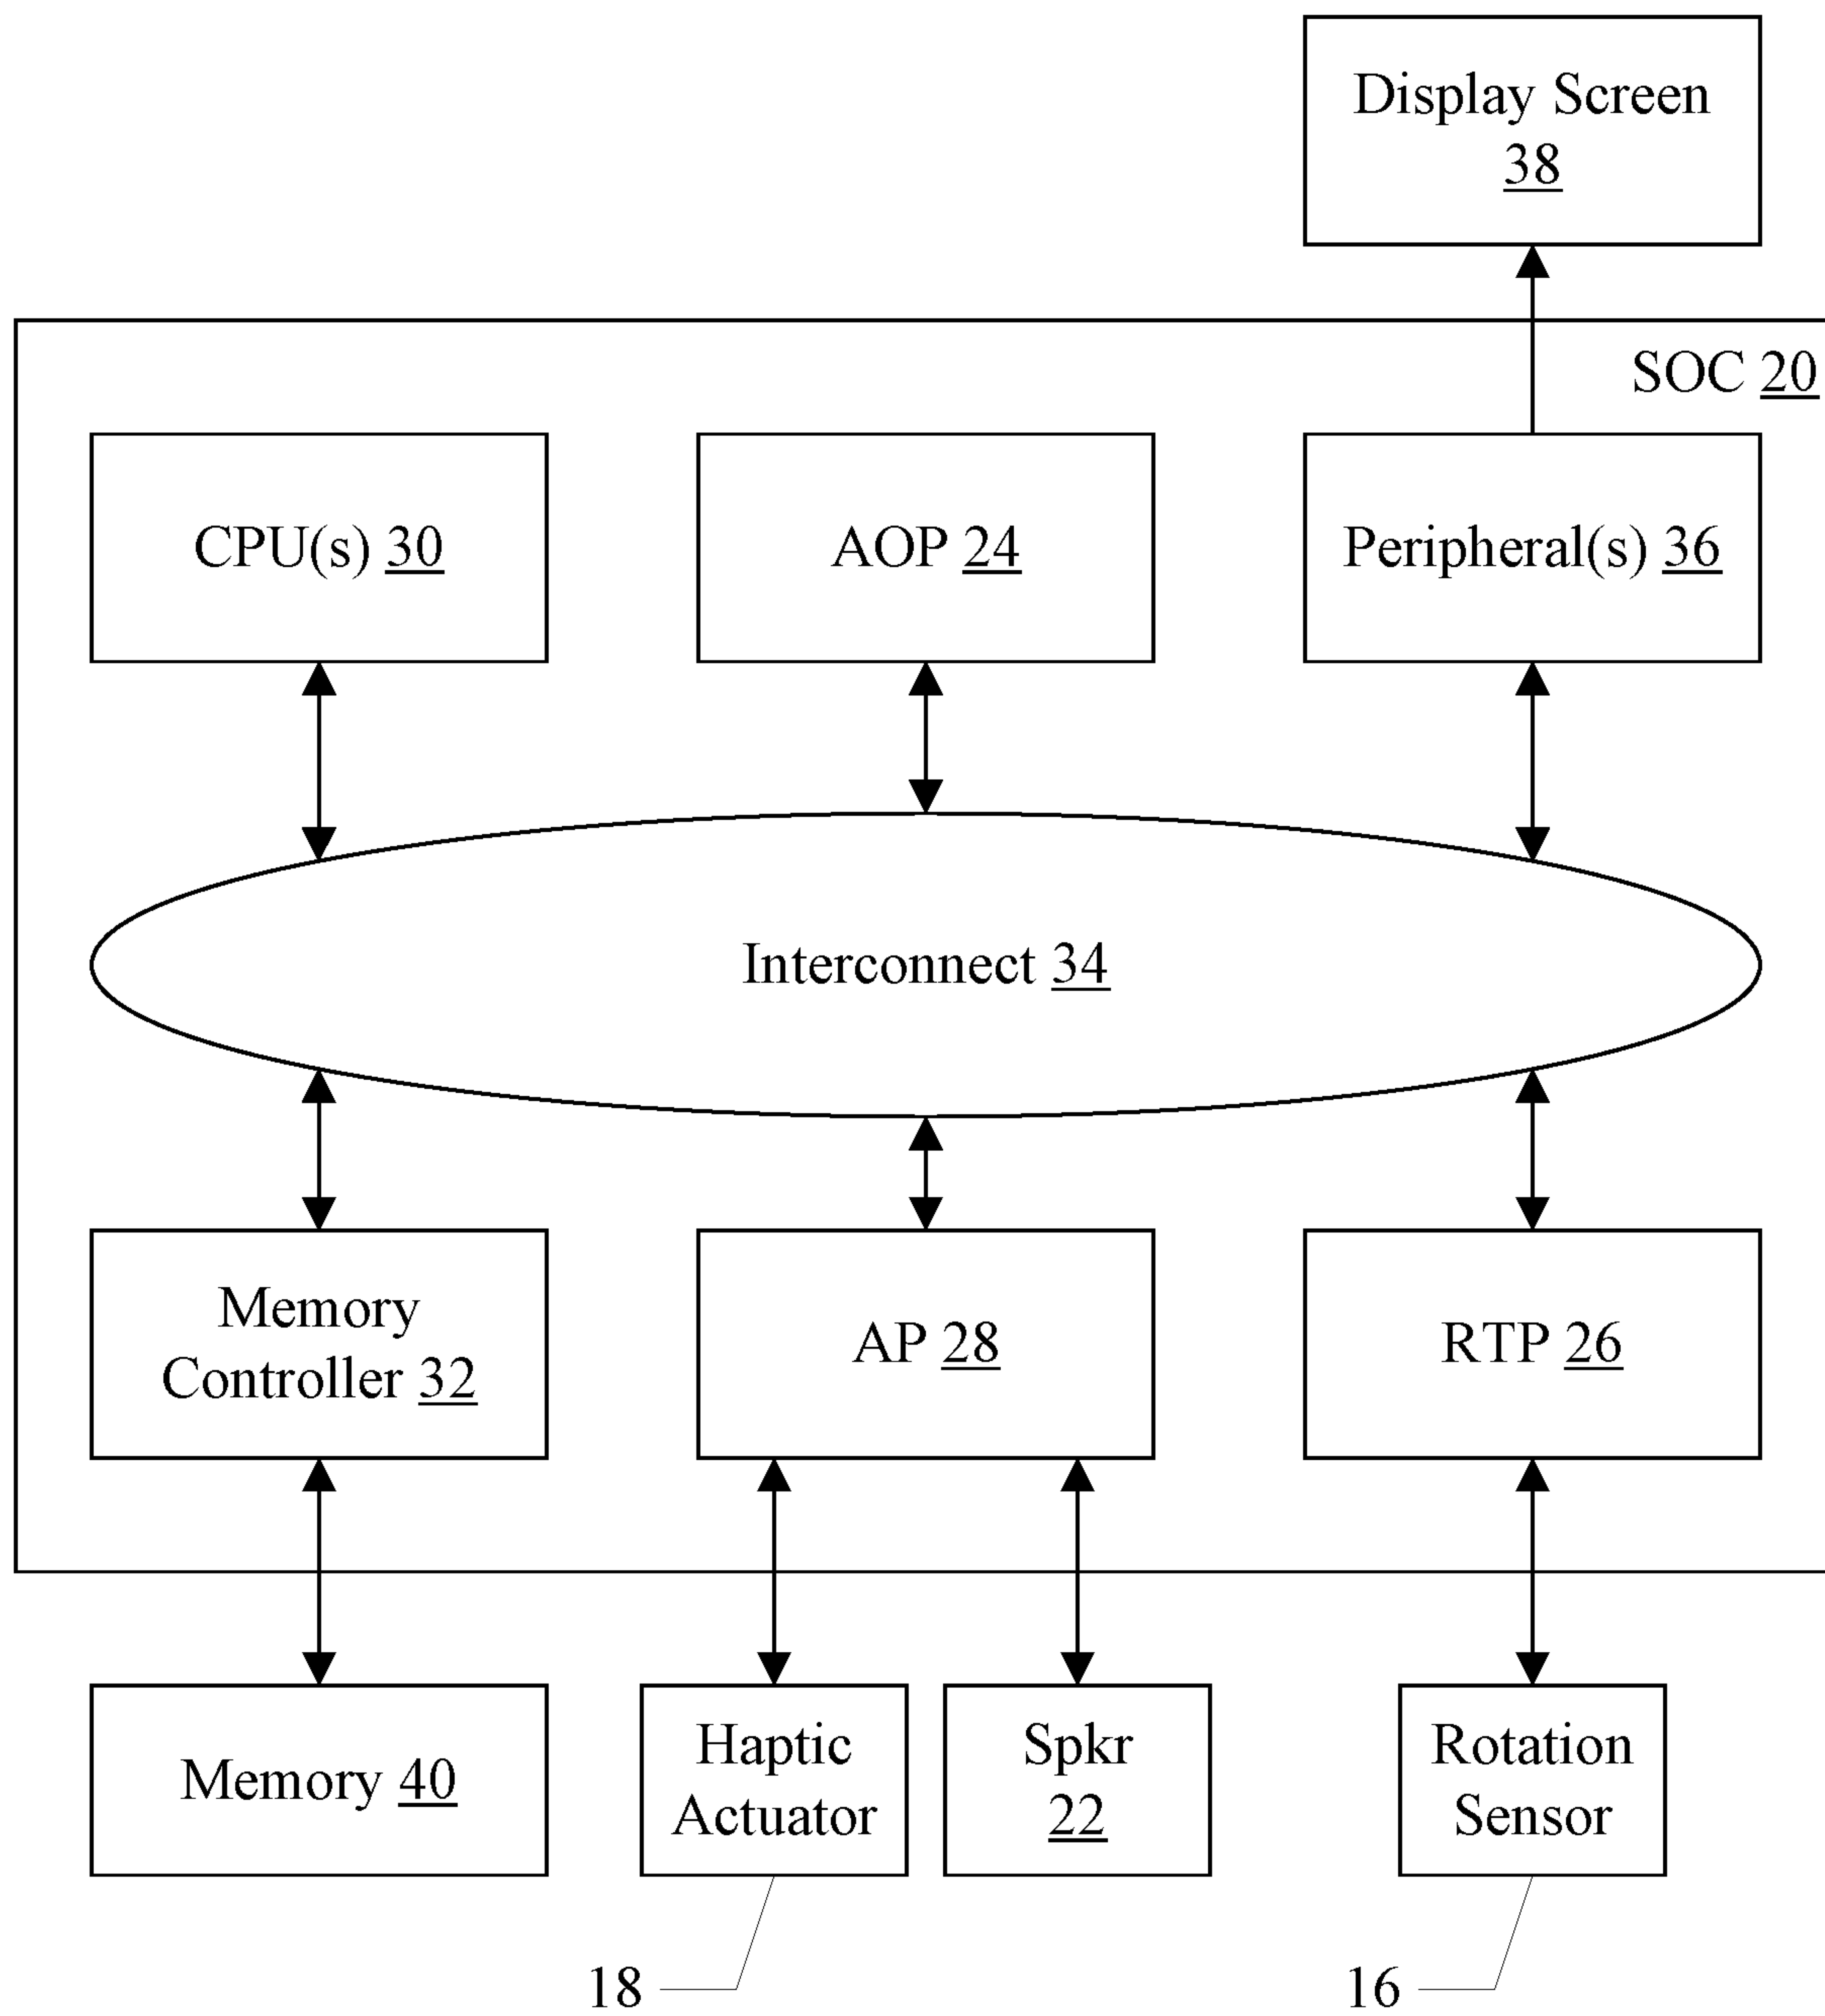 Display Screen
38
SOC 20
CPU(s) 30
AOP 24
Peripheral(s) 36
Interconnect 34
Memory
Controller 32
AP 28
RTP 26
Memory 40
Haptic
Actuator
Spkr
22
Rotation
Sensor
18
16